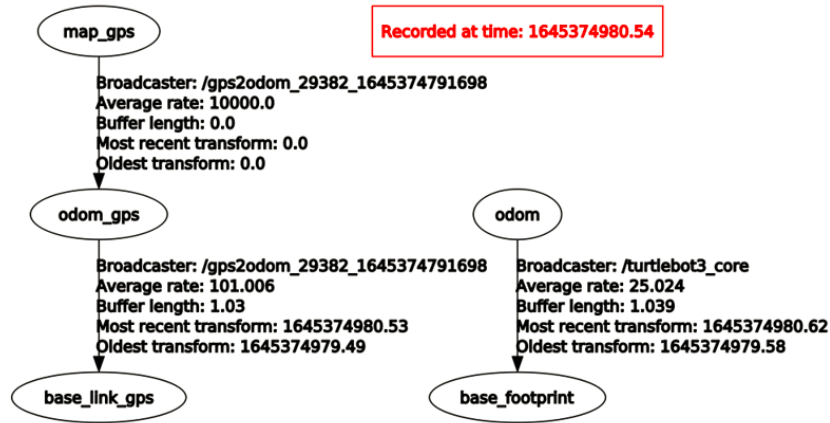 map_gps
Recorded at time: 1645374980.54
Broadcaster: /gps2odom_29382_1645374791698
Average rate: 10000.0
Buffer length: 0.0
Most recent transform: 0.0
Oldest transform: 0.0
odom_gps
odom
Broadcaster: /gps2odom_29382_1645374791698
Average rate: 101.006
Buffer length: 1.03
Most recent transform: 1645374980.53
Oldest transform: 1645374979.49
Broadcaster: /turtlebot3_core
Average rate: 25.024
Buffer length: 1.039
Most recent transform: 1645374980.62
Oldest transform: 1645374979.58
base_link_gps
base_footprint